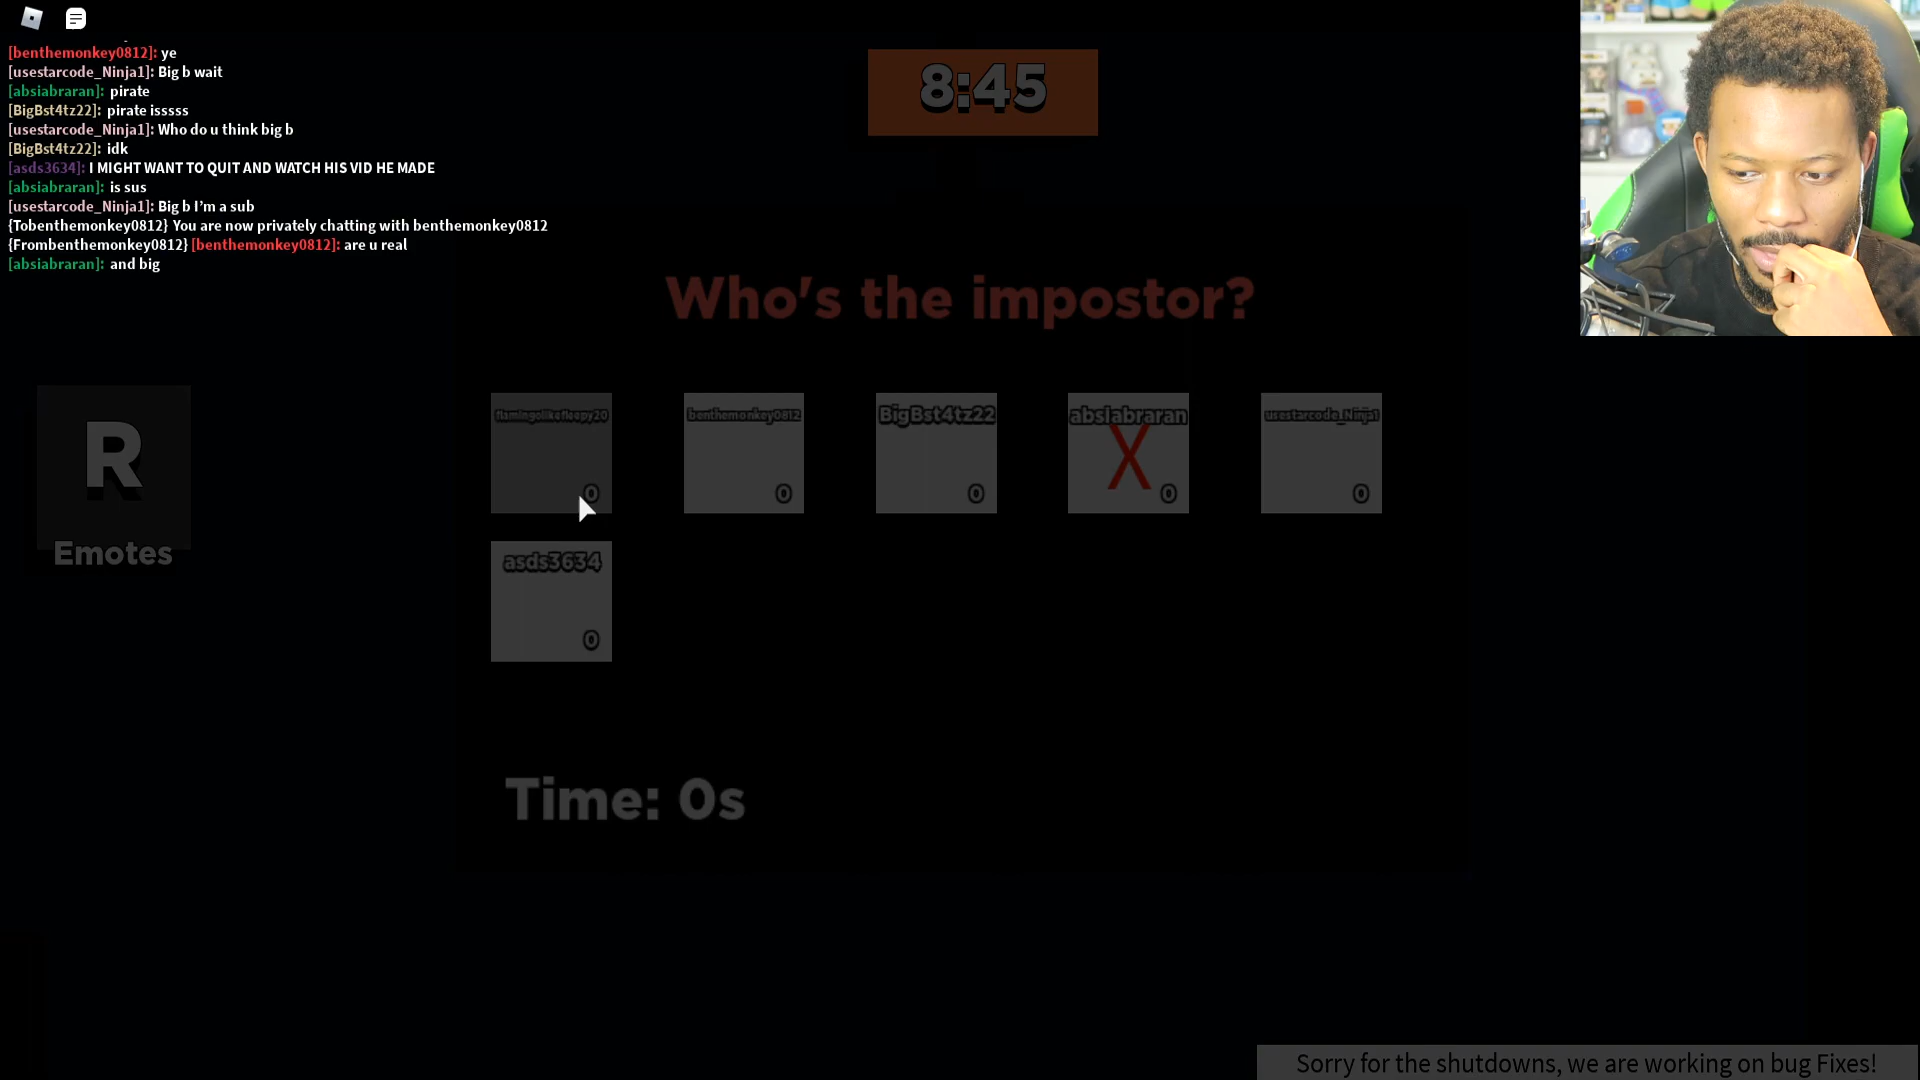 [benthemonkey0812]: ye
[usestarcode_Ninja1]: Big b wait
[absiabraran]: pirate
[BigBst4tz22]: pirate isssss
[usestarcode_Ninja1]: Who do u think big b
[BigBst4tz22]: idk
[asds3634]: I MIGHT WANT TO QUIT AND WATCH HIS VID HE MADE
[absiabraran]: is sus
[usestarcode_Ninja1]: Big b I'm a sub
{Tobenthemonkey0812} You are now privately chatting with benthemonkey0812
{Frombenthemonkey0812} [benthemonkey0812]: are u real
[absiabraran]: and big
8:45
Who's the impostor?
R
Emotes
benthemonkey0812
BigBst4tz22
absiabraran
usestarcode_Ninja1
X
0
0
0
0
0
asds3634
0
Time: 0s
Sorry for the shutdowns, we are working on bug Fixes!